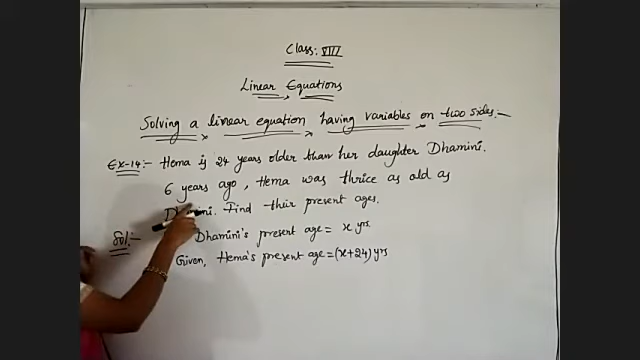 Class: VIII
Linear Equations
Solving a linear equation having variables on two sides:-
Ex-14:- Hema is 24 years older than her daughter Dhamini.
6 years ago, Hema was thrice as old as
Dhamini. Find their present ages.
Sol:- Dhamini's present age = x yrs.
Given, Hema's present age = (x+24) yrs